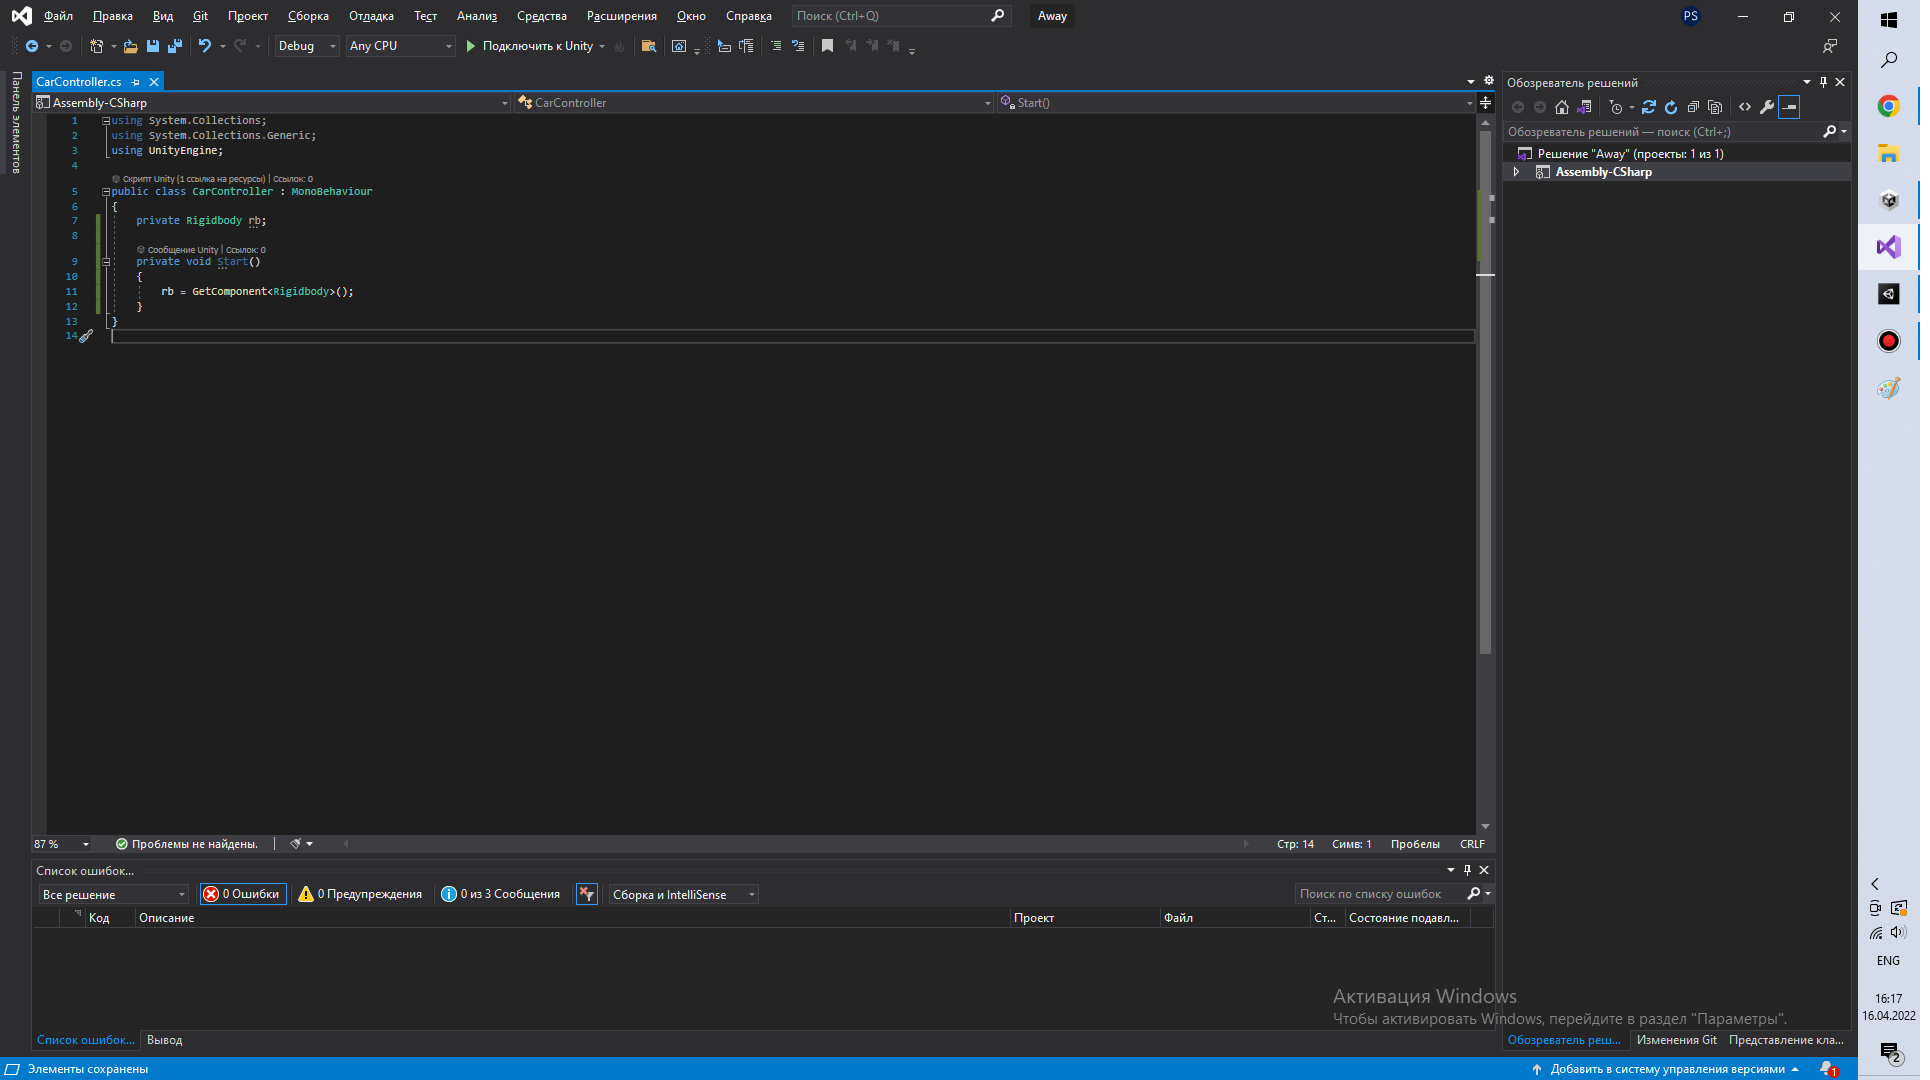 Файл Правка Вид Git Проект Сборка Отладка Тест Анализ Средства Расширения Окно Справка Поиск (Ctrl+Q) Away PS
Debug Any CPU Подключить к Unity
Панель элементов
CarController.cs
Assembly-CSharp CarController Start()
1 using System.Collections;
2 using System.Collections.Generic;
3 using UnityEngine;
4
Скрипт Unity (1 ссылка на ресурсы) | Ссылок: 0
5 public class CarController : MonoBehaviour
6 {
7 private Rigidbody rb;
8
Сообщение Unity | Ссылок: 0
9 private void Start()
10 {
11 rb = GetComponent<Rigidbody>();
12 }
13 }
14
87 % Проблемы не найдены. Стр: 14 Симв: 1 Пробелы CRLF
Список ошибок...
Все решение 0 Ошибки 0 Предупреждения 0 из 3 Сообщения Сборка и IntelliSense Поиск по списку ошибок
Код Описание Проект Файл Ст... Состояние подавл...
Список ошибок... Вывод
Обозреватель решений
Обозреватель решений — поиск (Ctrl+;)
Решение "Away" (проекты: 1 из 1)
Assembly-CSharp
Активация Windows
Чтобы активировать Windows, перейдите в раздел "Параметры".
Обозреватель реш... Изменения Git Представление кла...
Элементы сохранены Добавить в систему управления версиями 1
ENG
16:17
16.04.2022
2